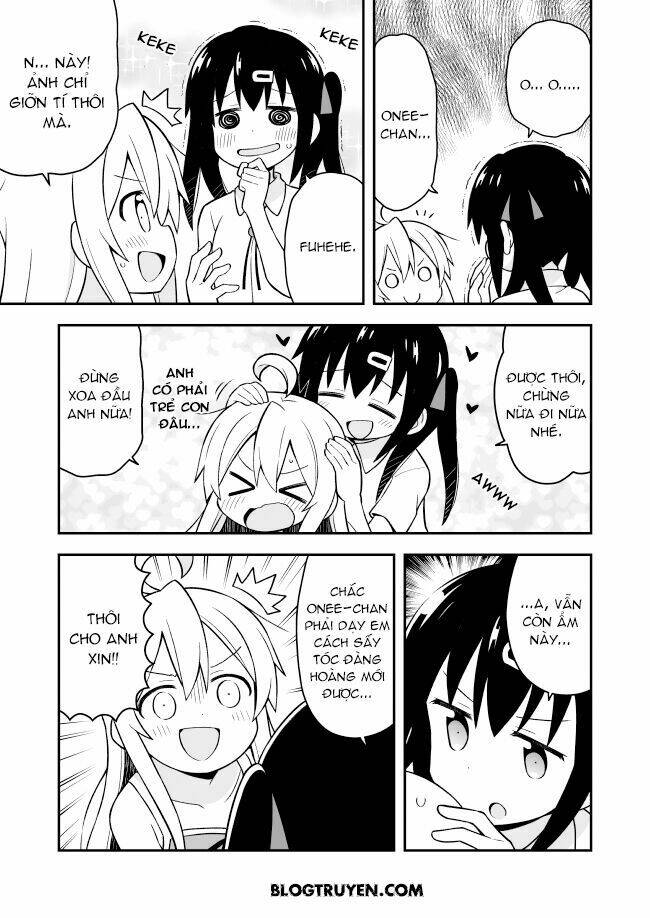 O... O.....
ONEE-
CHAN...
KEKE
KEKE
N... NÀY!
ẢNH CHỈ
GIỠN TÍ THÔI
MÀ.
FUHEHE.
ĐƯỢC THÔI,
CHỪNG
NỮA ĐI NỮA
NHÉ.
AWWW
ANH
CÓ PHẢI
TRẺ CON
ĐÂU...
ĐỪNG
XOA ĐẦU
ANH NỮA!
...A, VẪN
CÒN ẨM
NÀY...
CHẮC
ONEE-CHAN
PHẢI DẠY EM
CÁCH SẤY
TÓC ĐÀNG
HOÀNG MỚI
ĐƯỢC...
THÔI
CHO ANH
XIN!!
BLOGTRUYEN.COM